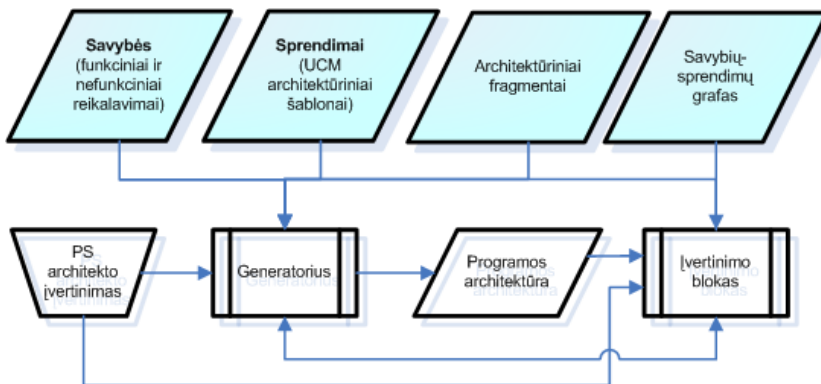 Savybės
(funkciniai ir
nefunkciniai
reikalavimai)
Sprendimai
(UCM
architektūriniai
šablonai)
Architektūriniai
fragmentai
Savybių-
sprendimų
grafas
PS
architekto
įvertinimas
Generatorius
Programos
architektūra
Įvertinimo
blokas